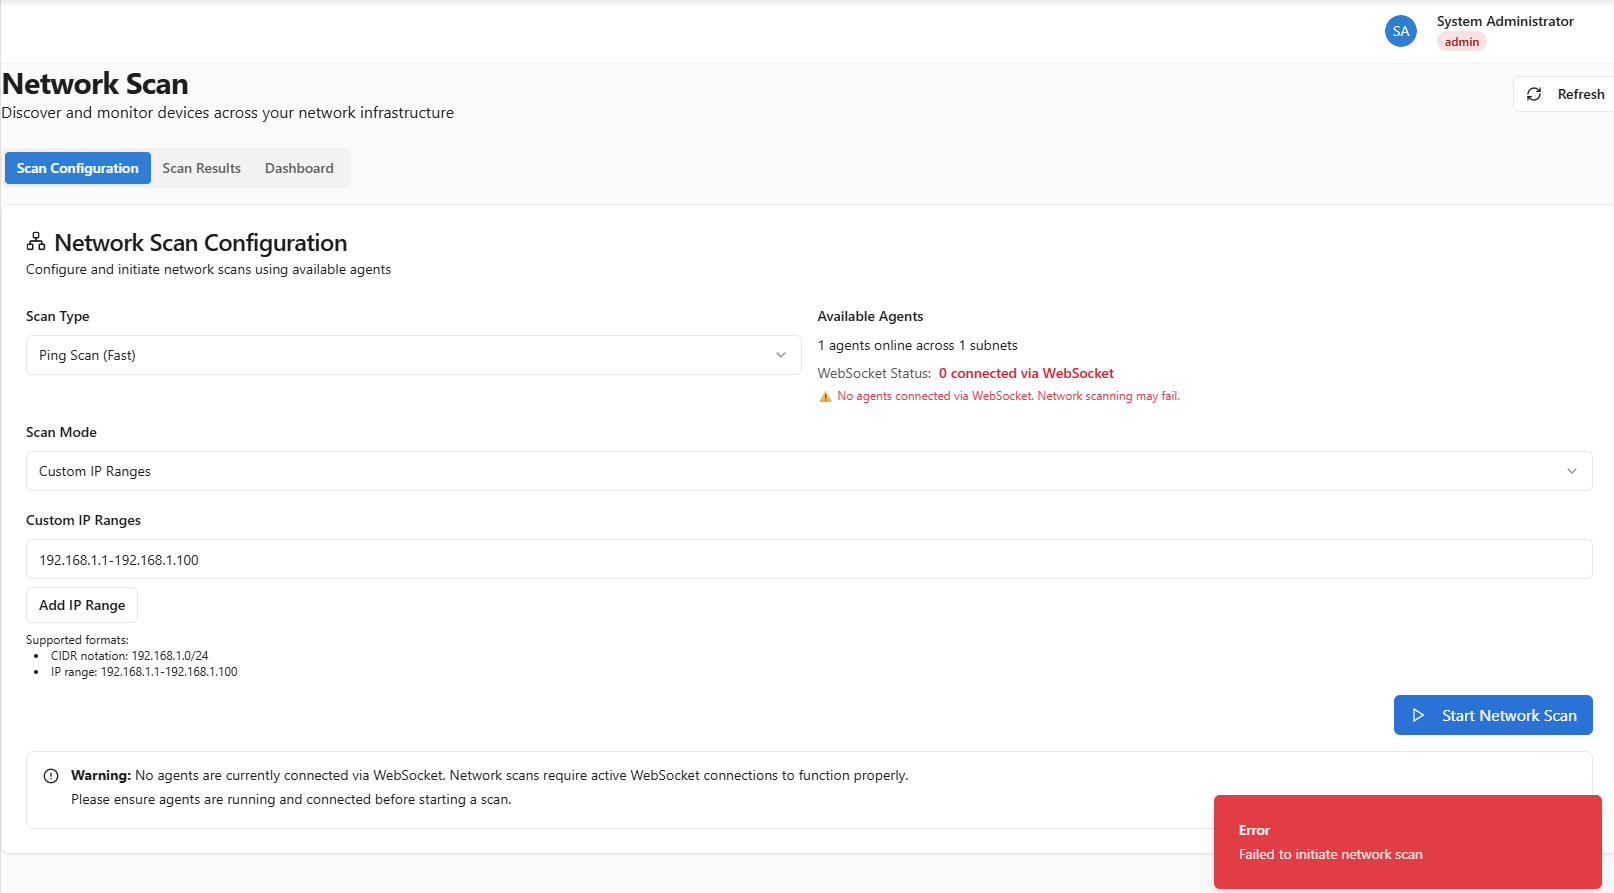 SA
System Administrator
admin
Network Scan
Discover and monitor devices across your network infrastructure
Refresh
Scan Configuration
Scan Results
Dashboard
Network Scan Configuration
Configure and initiate network scans using available agents
Scan Type
Ping Scan (Fast)
Available Agents
1 agents online across 1 subnets
WebSocket Status: 0 connected via WebSocket
No agents connected via WebSocket. Network scanning may fail.
Scan Mode
Custom IP Ranges
Custom IP Ranges
192.168.1.1-192.168.1.100
Add IP Range
Supported formats:
• CIDR notation: 192.168.1.0/24
• IP range: 192.168.1.1-192.168.1.100
Start Network Scan
Warning: No agents are currently connected via WebSocket. Network scans require active WebSocket connections to function properly.
Please ensure agents are running and connected before starting a scan.
Error
Failed to initiate network scan